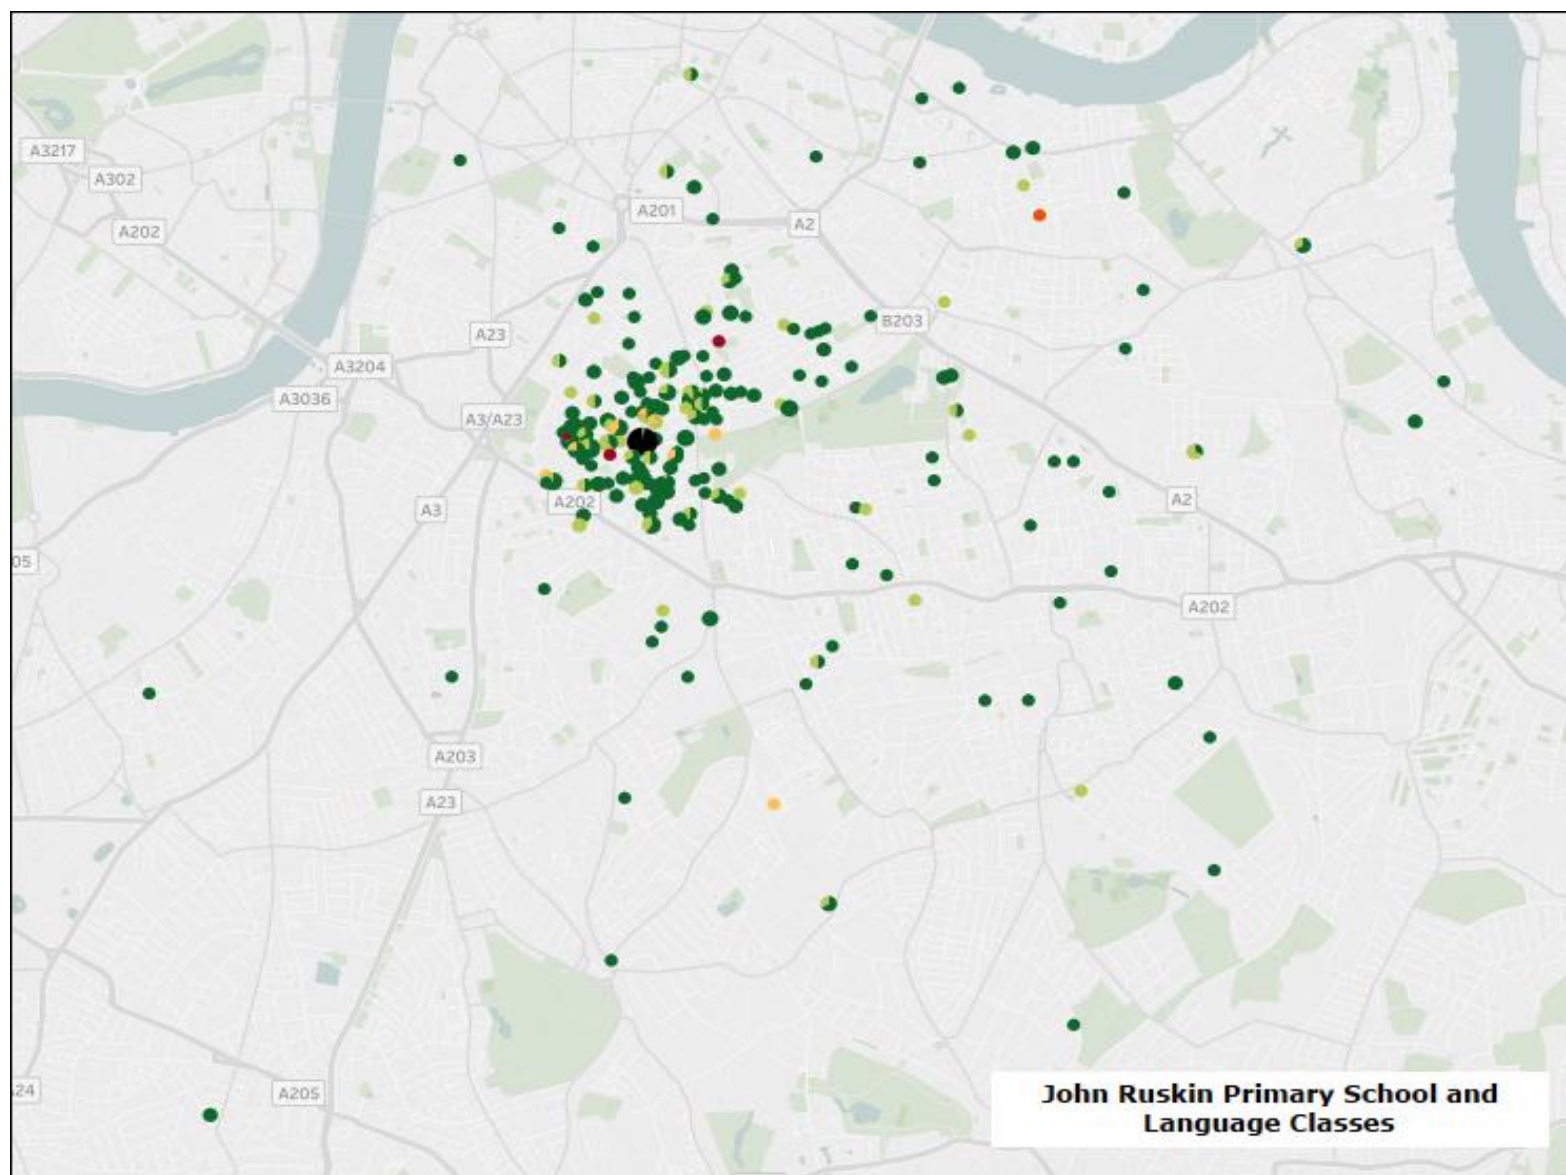 A3217
A302
A202
A201
A2
A23
B203
A3204
A3036
A3/A23
A202
A3
A2
05
A202
A203
A23
24
A205
John Ruskin Primary School and
Language Classes